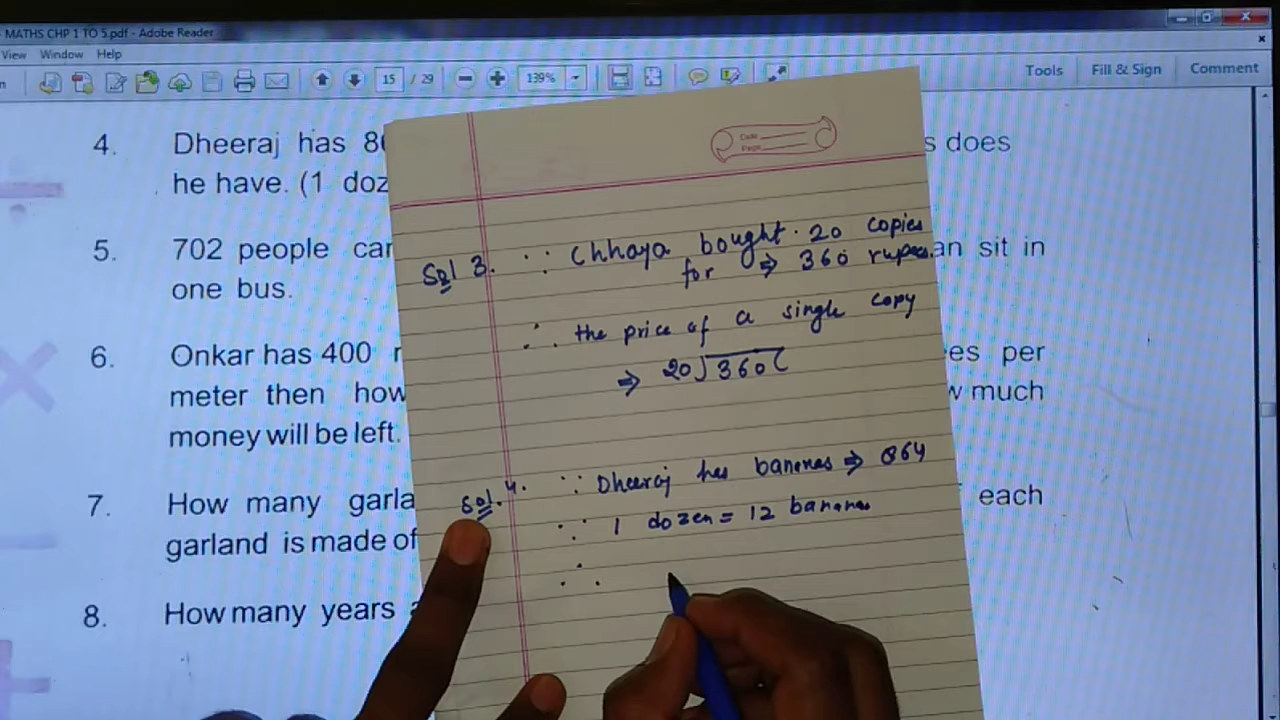 - MATHS CHP 1 TO 5.pdf - Adobe Reader
View Window Help
15 / 29 139% Tools Fill & Sign Comment
4. Dheeraj has 8 s does
he have. (1 doz
5. 702 people car an sit in
one bus.
6. Onkar has 400 r es per
meter then how w much
money will be left.
7. How many garla each
garland is made of
8. How many years
Date
Page
Sol 3. ∵ Chhaya bought 20 copies
for ⇒ 360 rupees.
∴ the price of a single copy
⇒ 20)360(
Sol. 4. ∵ Dheeraj has bananas ⇒ 864
∵ 1 dozen = 12 bananas
∴